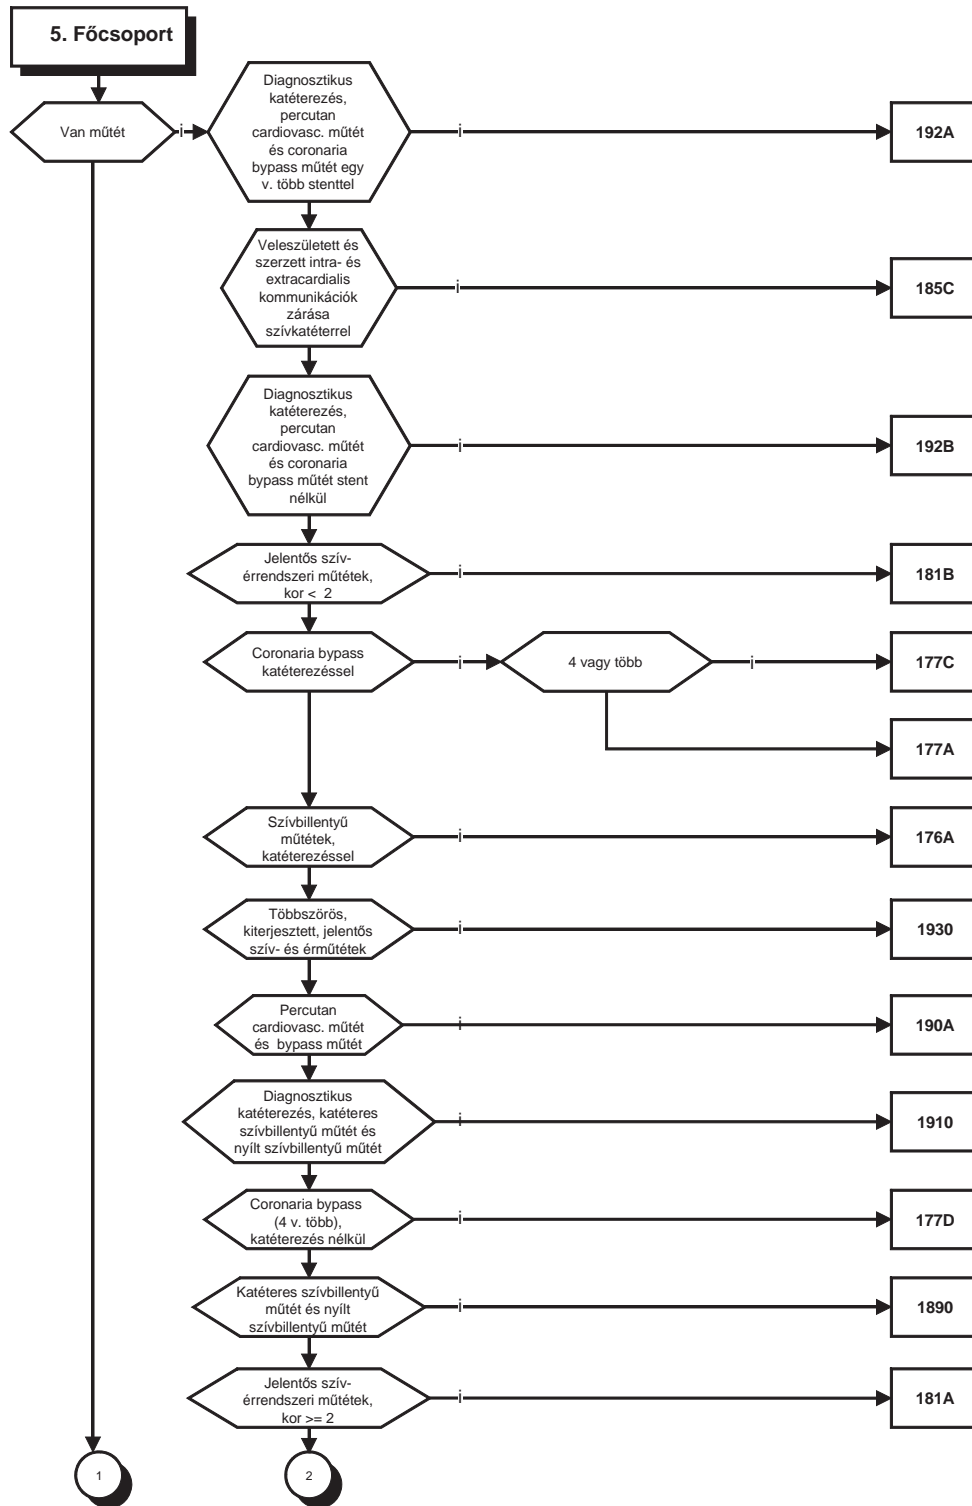 5. Főcsoport
Van műtét
i
Diagnosztikus
katéterezés,
percutan
cardiovasc. műtét
és coronaria
bypass műtét egy
v. több stenttel
i
192A
Veleszületett és
szerzett intra- és
extracardialis
kommunikációk
zárása
szívkatéterrel
i
185C
Diagnosztikus
katéterezés,
percutan
cardiovasc. műtét
és coronaria
bypass műtét stent
nélkül
i
192B
Jelentős szív-
érrendszeri műtétek,
kor < 2
i
181B
Coronaria bypass
katéterezéssel
i
4 vagy több
i
177C
177A
Szívbillentyű
műtétek,
katéterezéssel
i
176A
Többszörös,
kiterjesztett, jelentős
szív- és érműtétek
i
1930
Percutan
cardiovasc. műtét
és bypass műtét
i
190A
Diagnosztikus
katéterezés, katéteres
szívbillentyű műtét és
nyílt szívbillentyű műtét
i
1910
Coronaria bypass
(4 v. több),
katéterezés nélkül
i
177D
Katéteres szívbillentyű
műtét és nyílt
szívbillentyű műtét
i
1890
Jelentős szív-
érrendszeri műtétek,
kor >= 2
i
181A
1
2